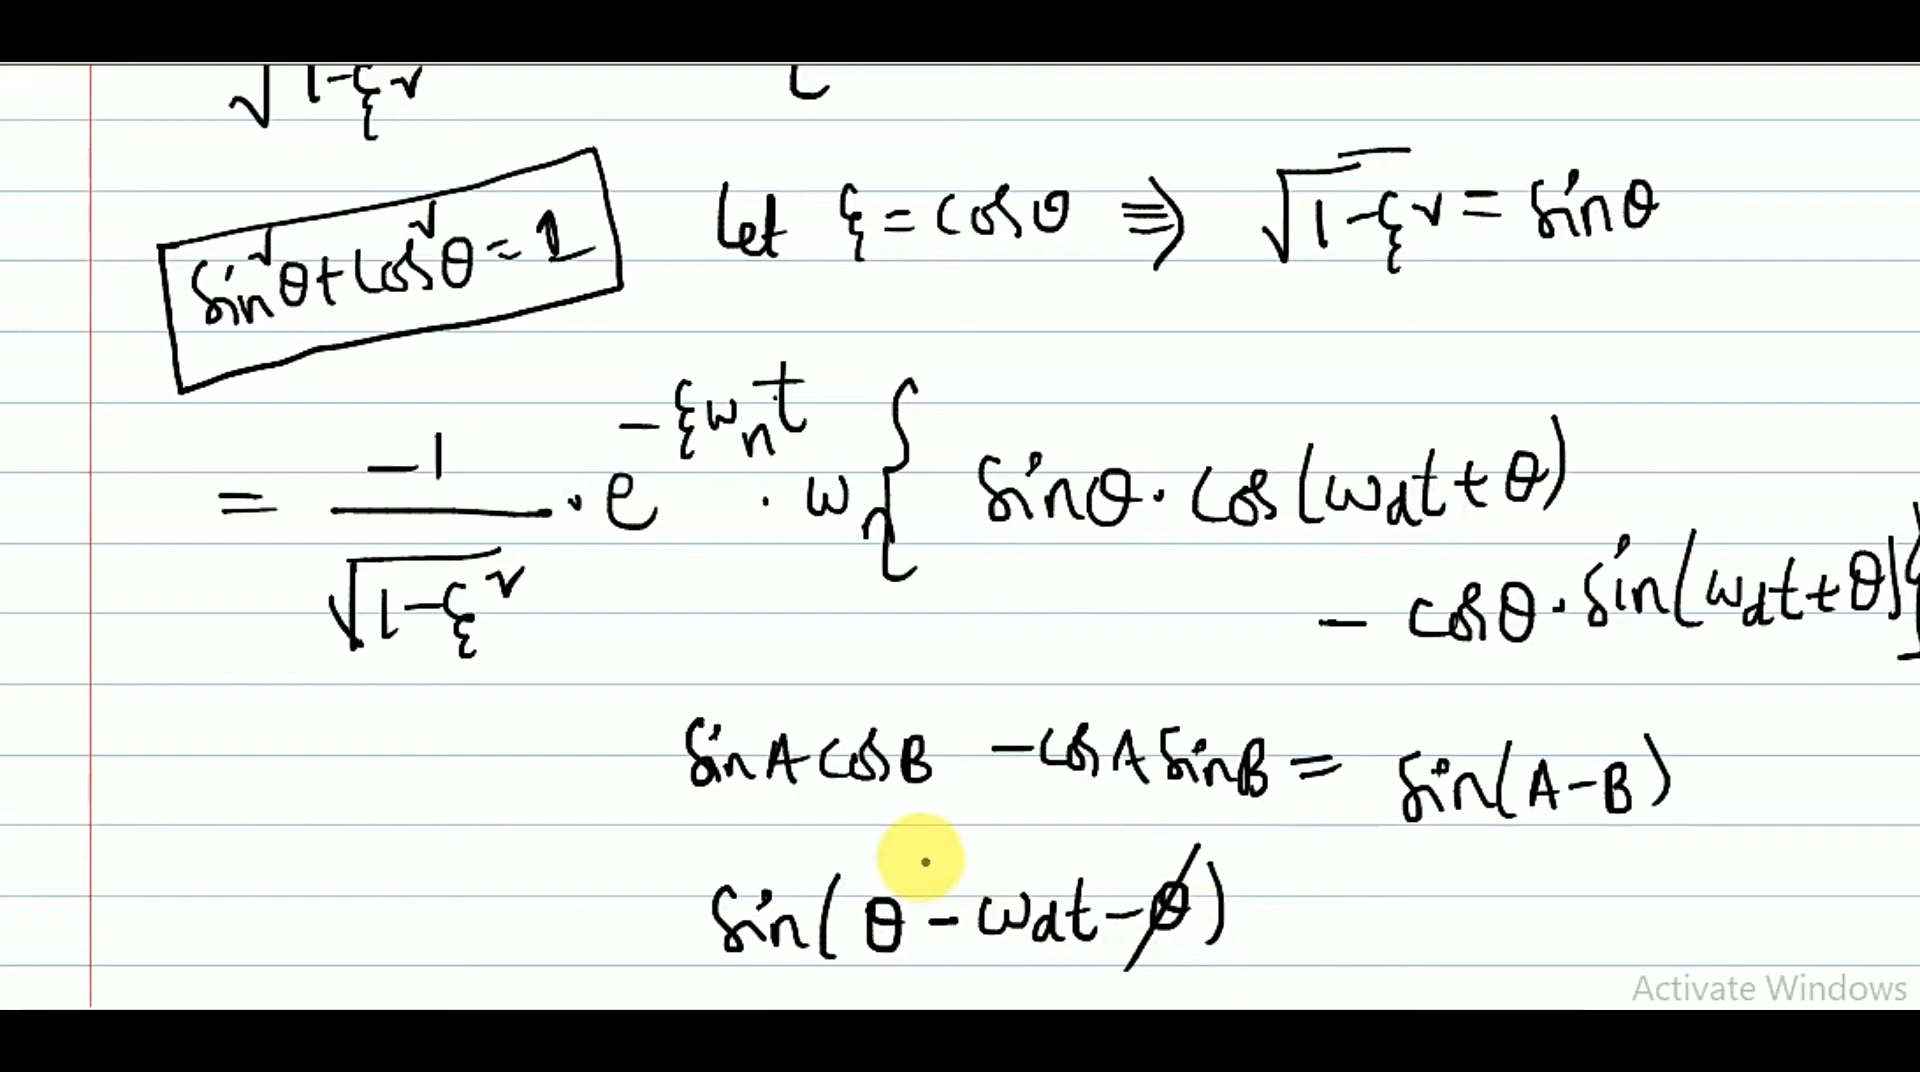 √1-ξ²
sin²θ+cos²θ=1
Let ξ = cosθ ⇒ √1-ξ² = sinθ
= -1/√1-ξ² · e^-ξωnt · ωn{ sinθ · cos(ωdt+θ)
- cosθ · sin(ωdt+θ)}
sinA cosB - cosA sinB = sin(A-B)
sin(θ - ωdt - θ)
Activate Windows